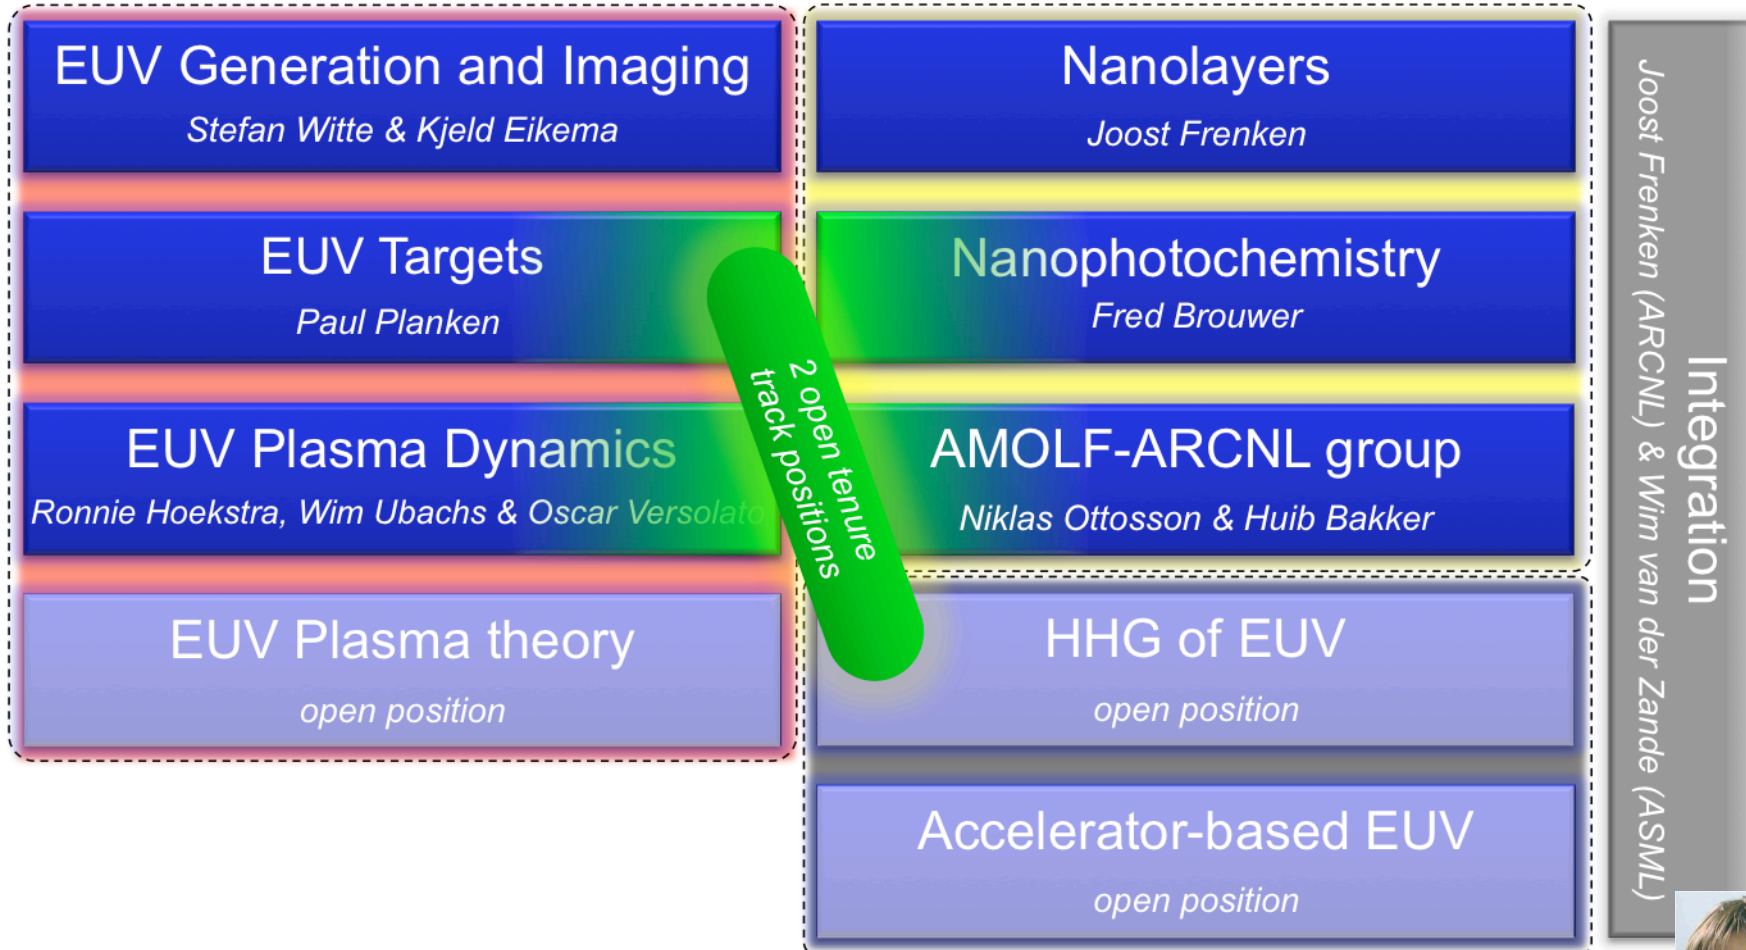 EUV Generation and Imaging
Stefan Witte & Kjeld Eikema
EUV Targets
Paul Planken
EUV Plasma Dynamics
Ronnie Hoekstra, Wim Ubachs & Oscar Versolato
EUV Plasma theory
open position
2 open tenure
track positions
Nanolayers
Joost Frenken
Nanophotochemistry
Fred Brouwer
AMOLF-ARCNL group
Niklas Ottosson & Huib Bakker
HHG of EUV
open position
Accelerator-based EUV
open position
Integration
Joost Frenken (ARCNL) & Wim van der Zande (ASML)